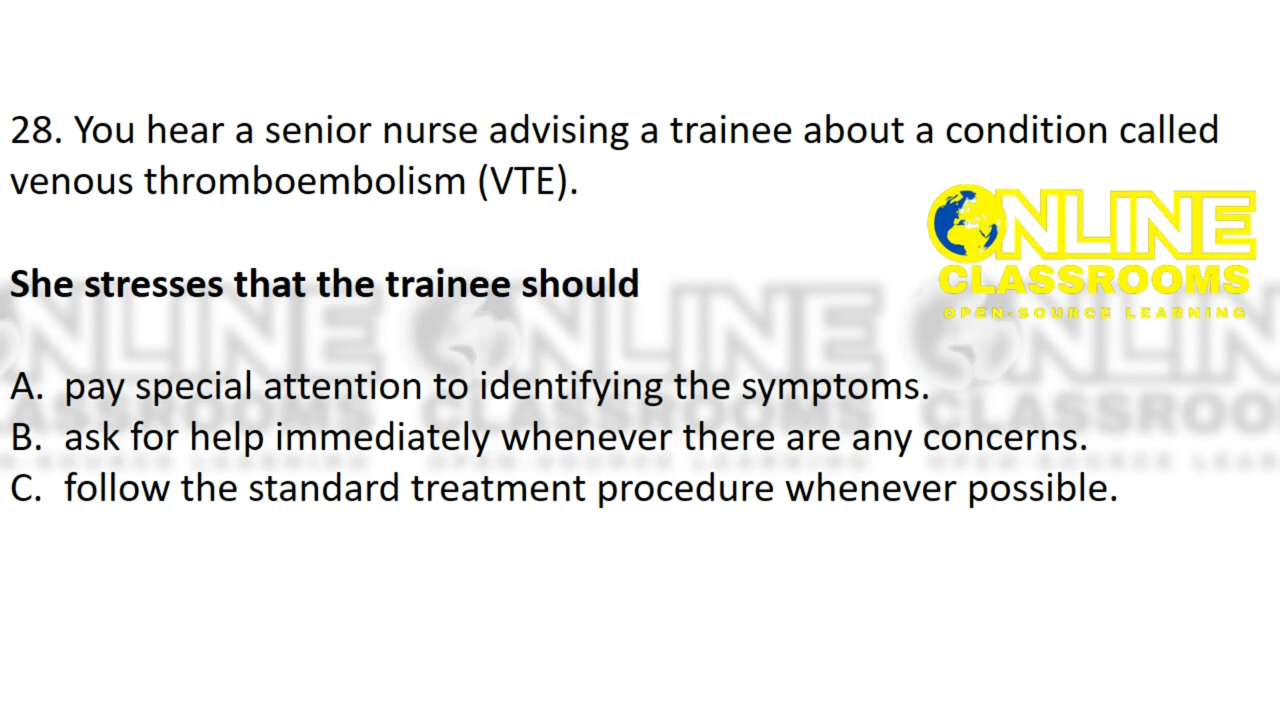 28. You hear a senior nurse advising a trainee about a condition called
venous thromboembolism (VTE).
ONLINE
CLASSROOMS
OPEN-SOURCE LEARNING
She stresses that the trainee should
A. pay special attention to identifying the symptoms.
B. ask for help immediately whenever there are any concerns.
C. follow the standard treatment procedure whenever possible.